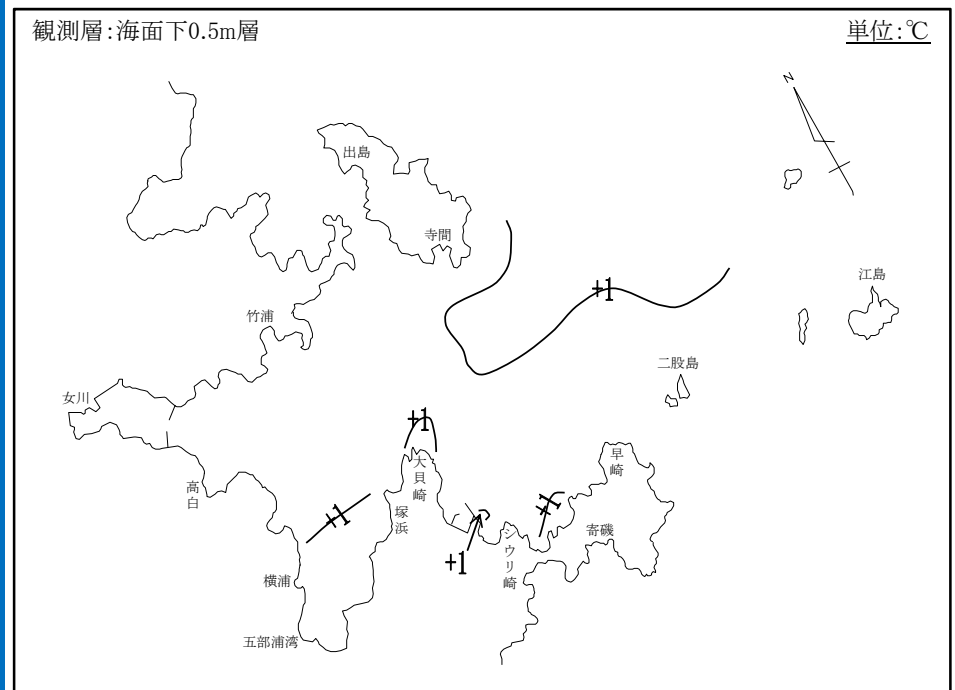 観測層:海面下0.5m層
単位:℃
N
出島
寺間
江島
+1
竹浦
二股島
女川
+1
大貝崎
早崎
高白
+1
塚浜
+1
寄磯
シウリ崎
+1
横浦
五部浦湾